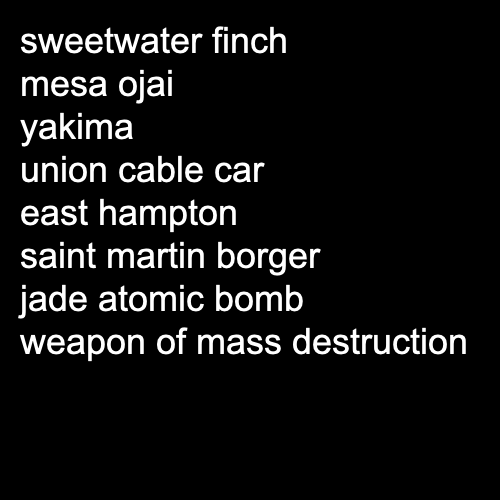 sweetwater finch
mesa ojai
yakima
union cable car
east hampton
saint martin borger
jade atomic bomb
weapon of mass destruction